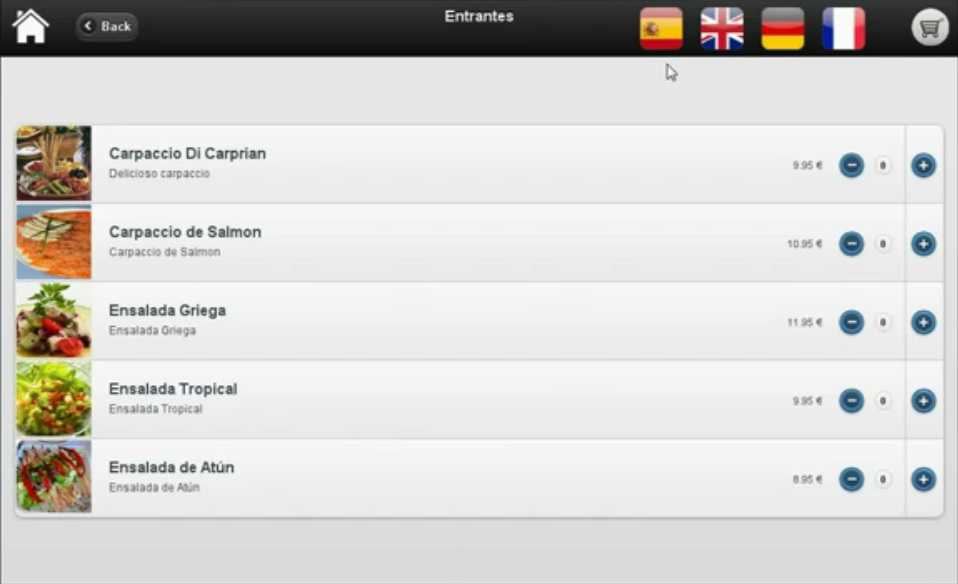 Back
Entrantes
Carpaccio Di Carprian
Delicioso carpaccio
9.95 €
0
Carpaccio de Salmon
Carpaccio de Salmon
10.95 €
0
Ensalada Griega
Ensalada Griega
11.95 €
0
Ensalada Tropical
Ensalada Tropical
9.95 €
0
Ensalada de Atún
Ensalada de Atún
8.95 €
0